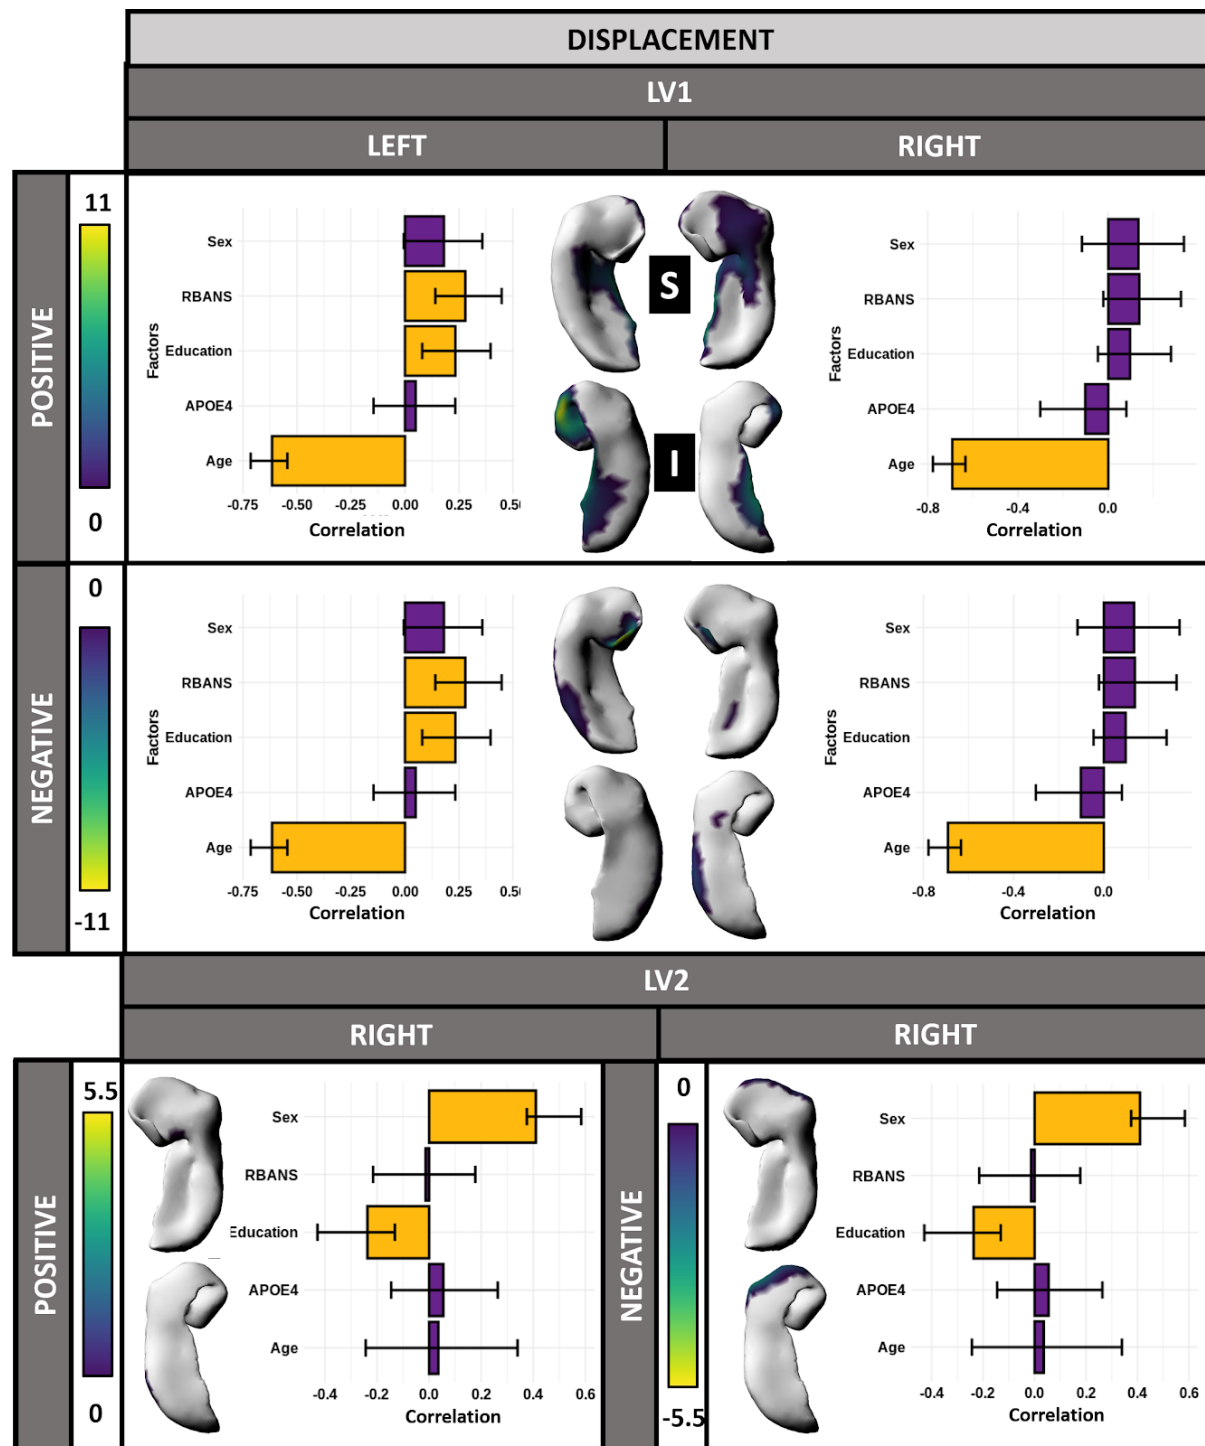 DISPLACEMENT
LV1
LEFT
RIGHT
POSITIVE
11
0
Factors
Sex
RBANS
Education
APOE4
Age
-0.75
-0.50
-0.25
0.00
0.25
Correlation
S
I
Factors
Sex
RBANS
Education
APOE4
Age
-0.8
-0.4
0.0
Correlation
NEGATIVE
0
-11
Factors
Sex
RBANS
Education
APOE4
Age
-0.75
-0.50
-0.25
0.00
0.25
Correlation
Factors
Sex
RBANS
Education
APOE4
Age
-0.8
-0.4
0.0
Correlation
LV2
RIGHT
RIGHT
POSITIVE
5.5
0
Sex
RBANS
Education
APOE4
Age
-0.4
-0.2
0.0
0.2
0.4
0.6
Correlation
NEGATIVE
0
-5.5
Sex
RBANS
Education
APOE4
Age
-0.4
-0.2
0.0
0.2
0.4
0.6
Correlation